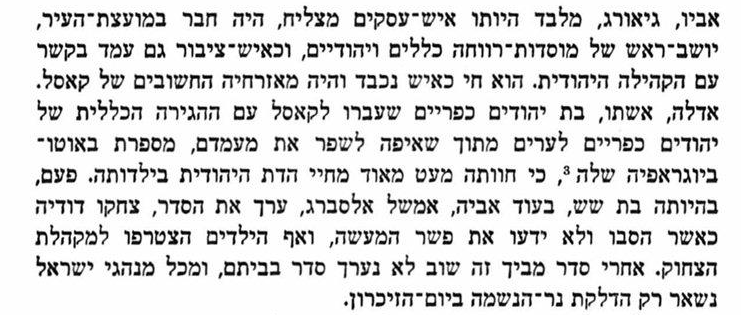 אביו, גיאורג, מלבד היותו איש־עסקים מצליח, היה חבר במועצת־העיר,
יושב־ראש של מוסדות־רווחה כללים ויהודיים, וכאיש־ציבור גם עמד בקשר
עם הקהילה היהודית. הוא חי כאיש נכבד והיה מאזרחיה החשובים של קאסל.
אדלה, אשתו, בת יהודים כפריים שעברו לקאסל עם ההגירה הכללית של
יהודים כפריים לערים מתוך שאיפה לשפר את מעמדם, מספרת באוטו־
ביוגראפיה שלה³, כי חוותה מעט מאוד מחיי הדת היהודית בילדותה. פעם,
בהיותה בת שש, בעוד אביה, אמשל אלסברג, ערך את הסדר, צחקו דודיה
כאשר הסבו ולא ידעו את פשר המעשה, ואף הילדים הצטרפו למקהלת
הצחוק. אחרי סדר מביך זה שוב לא נערך סדר בביתם, ומכל מנהגי ישראל
נשאר רק הדלקת נר־הנשמה ביום־הזיכרון.